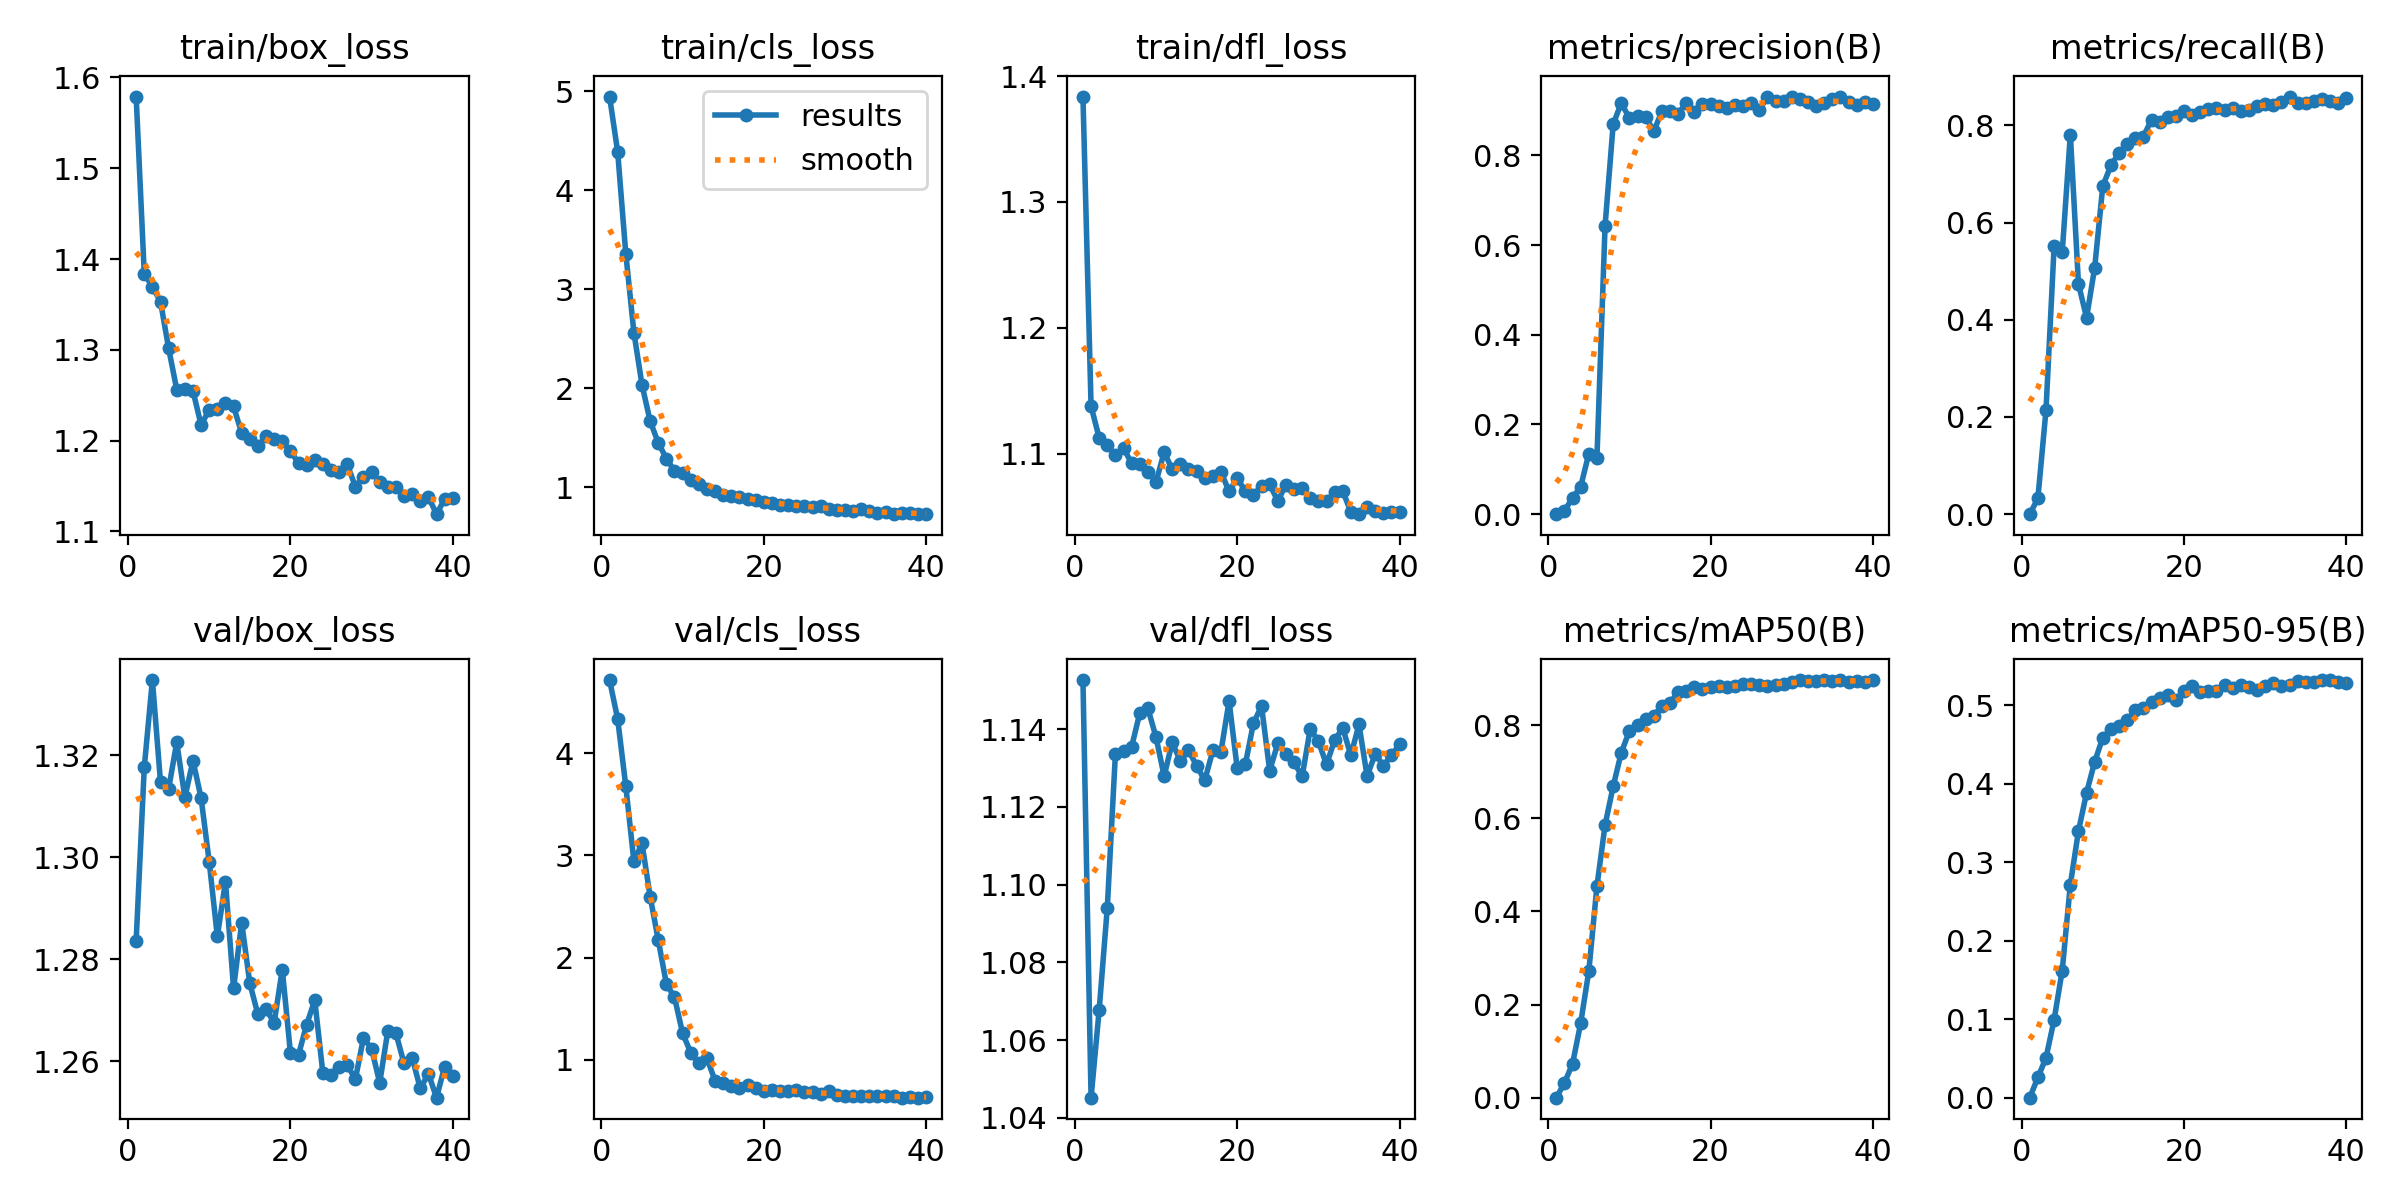 train/box_loss
1.6
1.5
1.4
1.3
1.2
1.1
0 20 40
train/cls_loss
results
smooth
5
4
3
2
1
0 20 40
train/dfl_loss
1.4
1.3
1.2
1.1
0 20 40
metrics/precision(B)
0.8
0.6
0.4
0.2
0.0
0 20 40
metrics/recall(B)
0.8
0.6
0.4
0.2
0.0
0 20 40
val/box_loss
1.32
1.30
1.28
1.26
0 20 40
val/cls_loss
4
3
2
1
0 20 40
val/dfl_loss
1.14
1.12
1.10
1.08
1.06
1.04
0 20 40
metrics/mAP50(B)
0.8
0.6
0.4
0.2
0.0
0 20 40
metrics/mAP50-95(B)
0.5
0.4
0.3
0.2
0.1
0.0
0 20 40